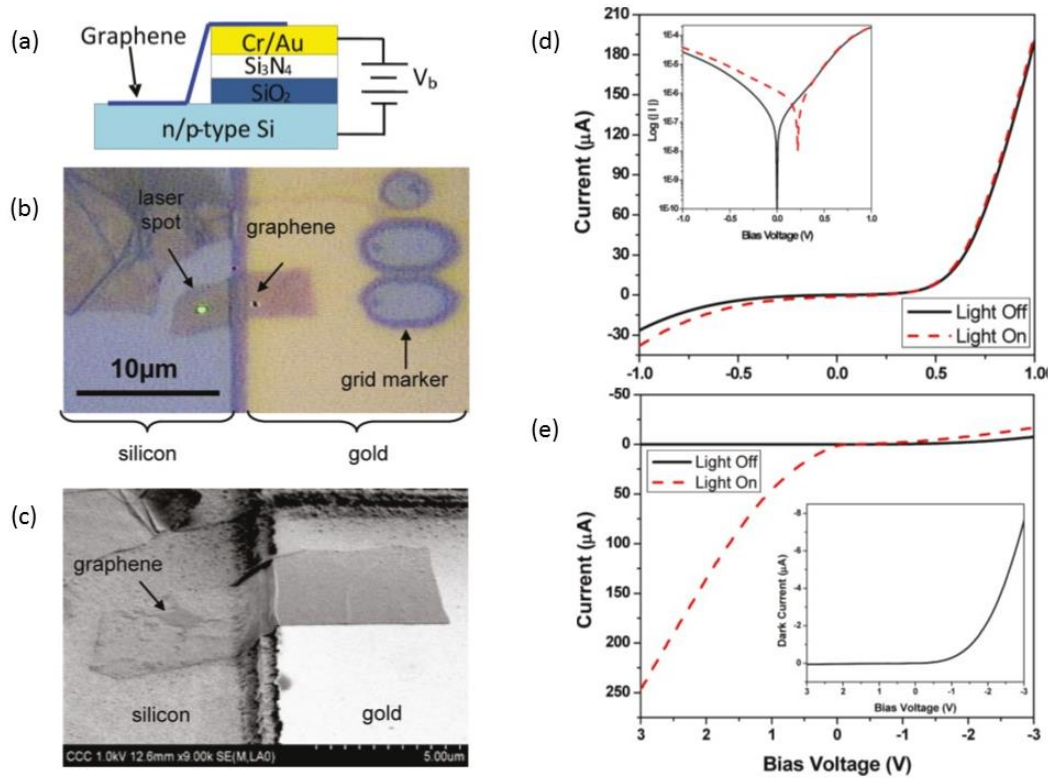 (a)
Graphene
Cr/Au
Si₃N₄
SiO₂
n/p-type Si
V_b
(b)
laser
spot
graphene
10μm
grid marker
silicon
gold
(c)
graphene
silicon
gold
CCC 1.0kV 12.6mm x9.00k SE(M,LA0)
5.00um
(d)
Current (μA)
210
180
150
120
90
60
30
0
-30
-1.0
-0.5
0.0
0.5
1.00
Light Off
Light On
Log (| I |)
1E-4
1E-4
1E-5
1E-6
1E-7
1E-8
1E-9
1E-10
-1.0
-0.5
0.0
0.5
1.0
Bias Voltage (V)
(e)
Current (μA)
-50
0
50
100
150
200
250
3
2
1
0
-1
-2
-3
Bias Voltage (V)
Light Off
Light On
Dark Current (μA)
-8
-6
-4
-2
0
3
2
1
0
-1
-2
-3
Bias Voltage (V)